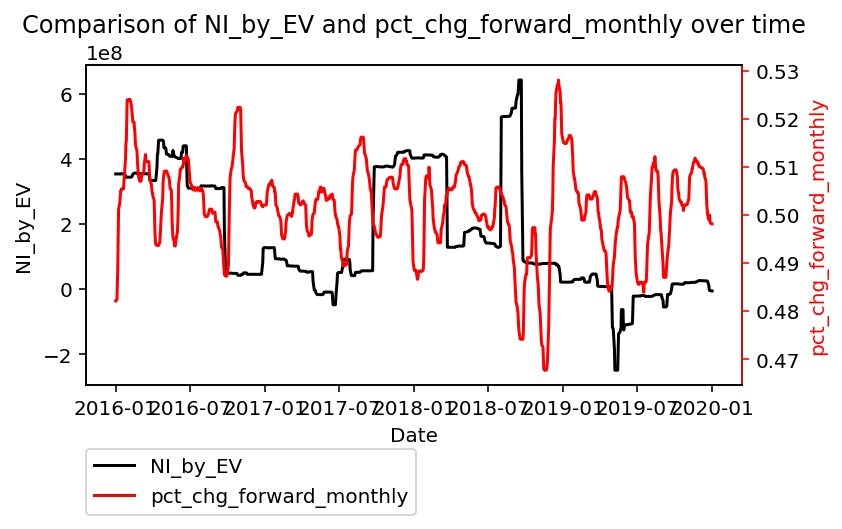 Comparison of NI_by_EV and pct_chg_forward_monthly over time
1e8
6
4
2
0
−2
NI_by_EV
0.53
0.52
0.51
0.50
0.49
0.48
0.47
pct_chg_forward_monthly
2016-01 2016-07 2017-01 2017-07 2018-01 2018-07 2019-01 2019-07 2020-01
Date
NI_by_EV
pct_chg_forward_monthly